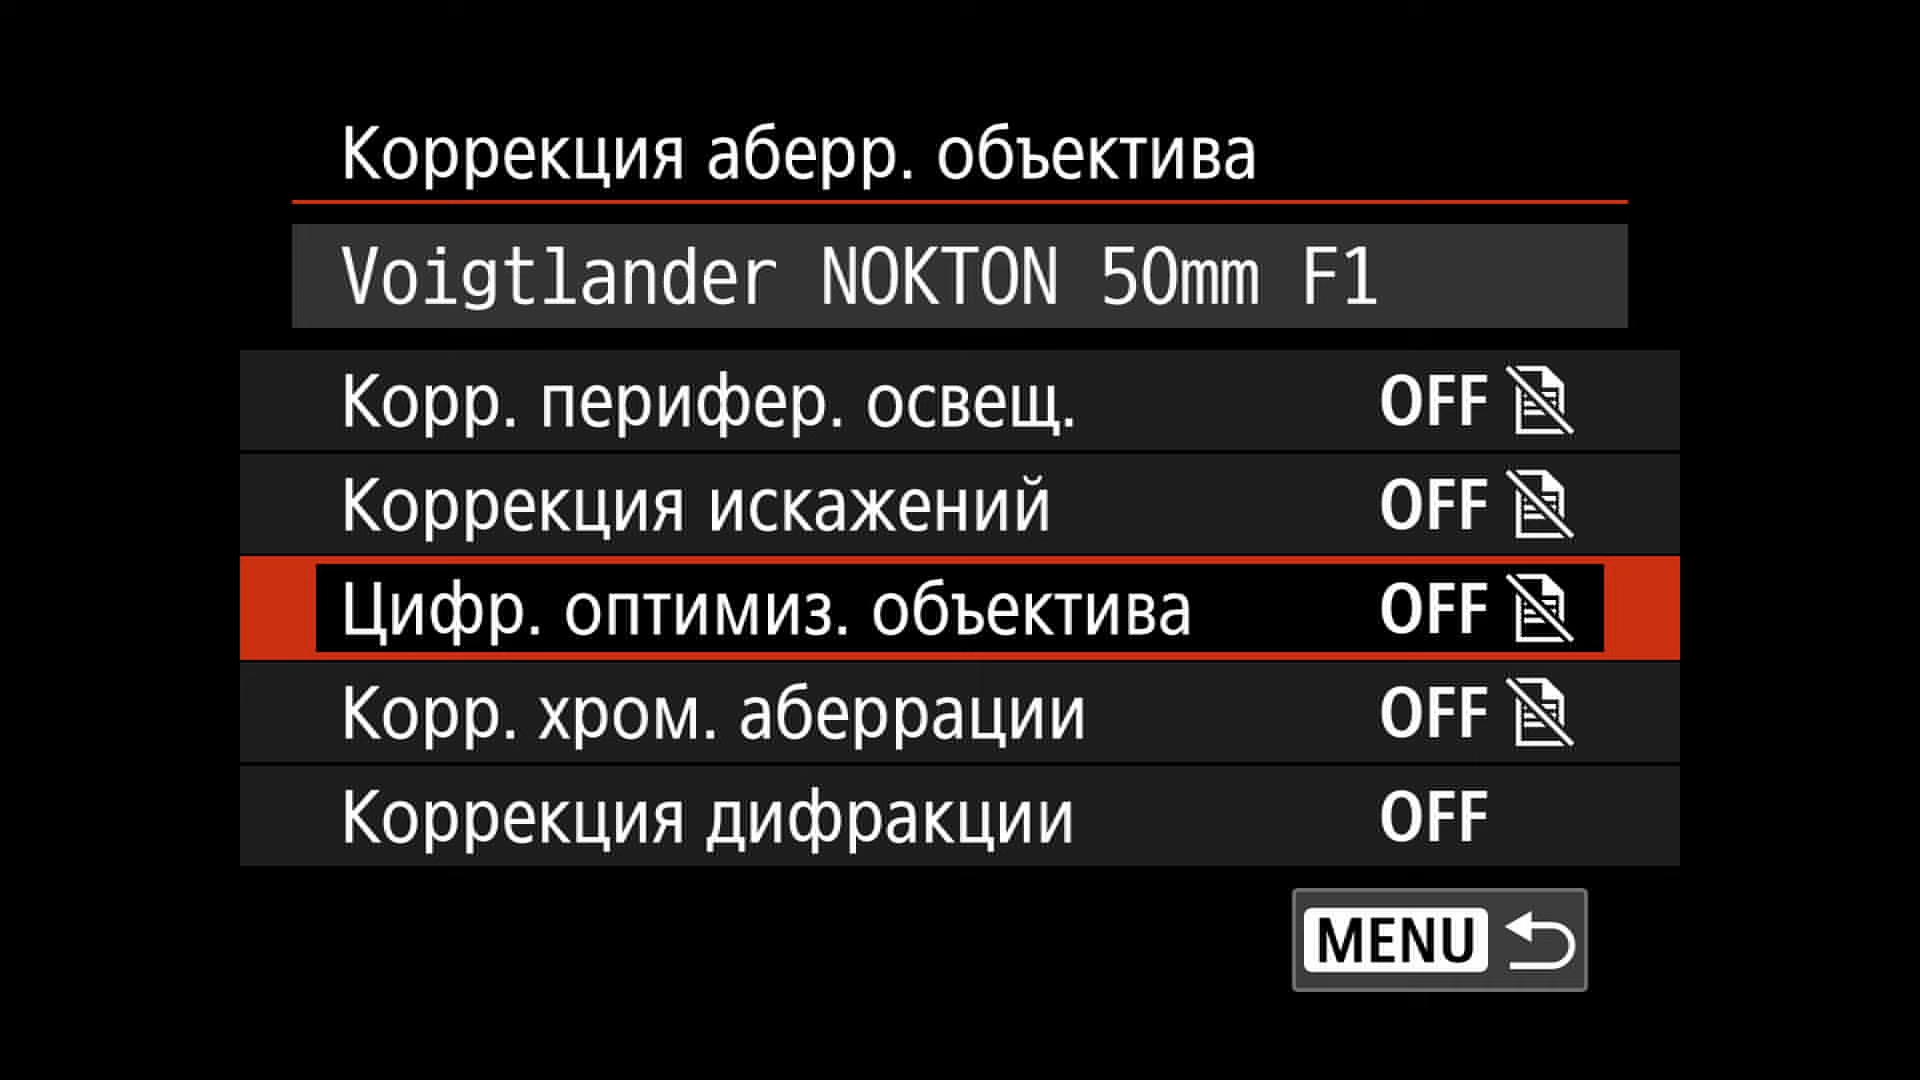 Коррекция аберр. объектива
Voigtlander NOKTON 50mm F1
Корр. перифер. освещ. OFF
Коррекция искажений OFF
Цифр. оптимиз. объектива OFF
Корр. хром. аберрации OFF
Коррекция дифракции OFF
MENU